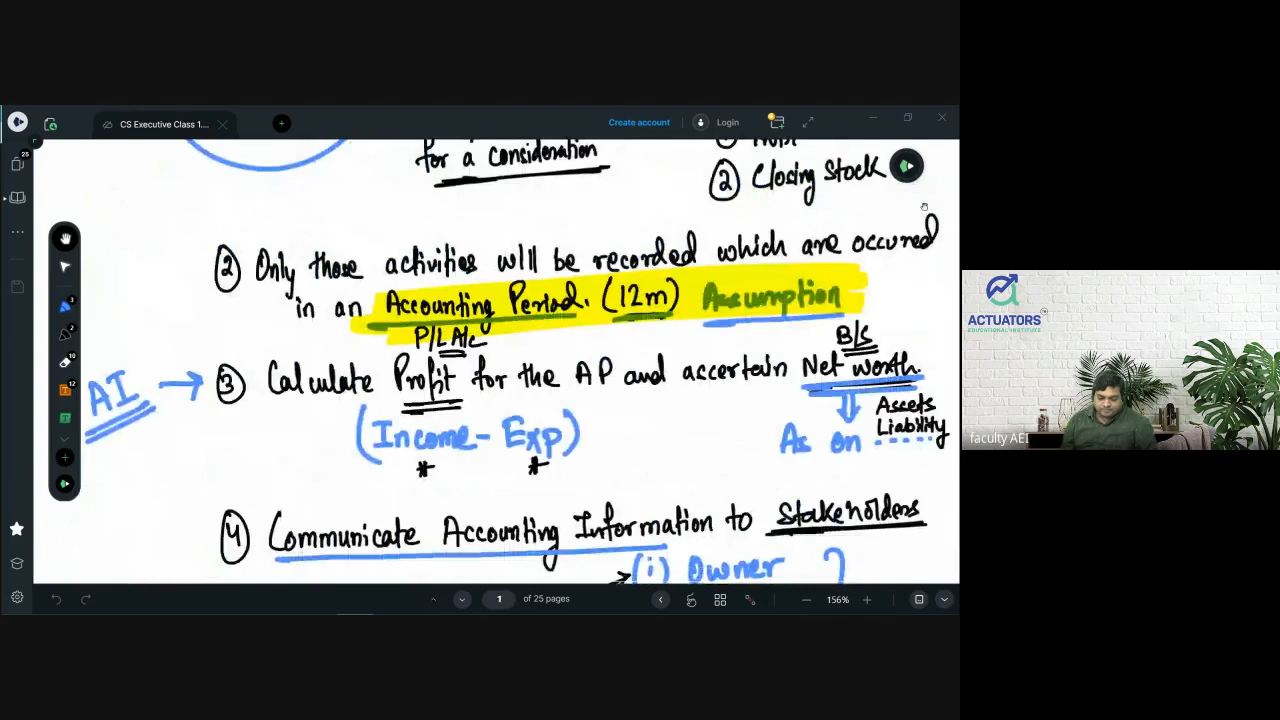 CS Executive Class 1....
Create account
Login
for a consideration
② Closing Stock
② Only those activities will be recorded which are occured
in an Accounting Period. (12m) Assumption
P/L A/c
B/S
AI → ③ Calculate Profit for the AP and accertain Net worth.
(Income - Exp)
Assets
Liability
As on
④ Communicate Accounting Information to Stakeholders
→ (i) Owner ?
1 of 25 pages
156%
ACTUATORS
EDUCATIONAL INSTITUTE
faculty AEI